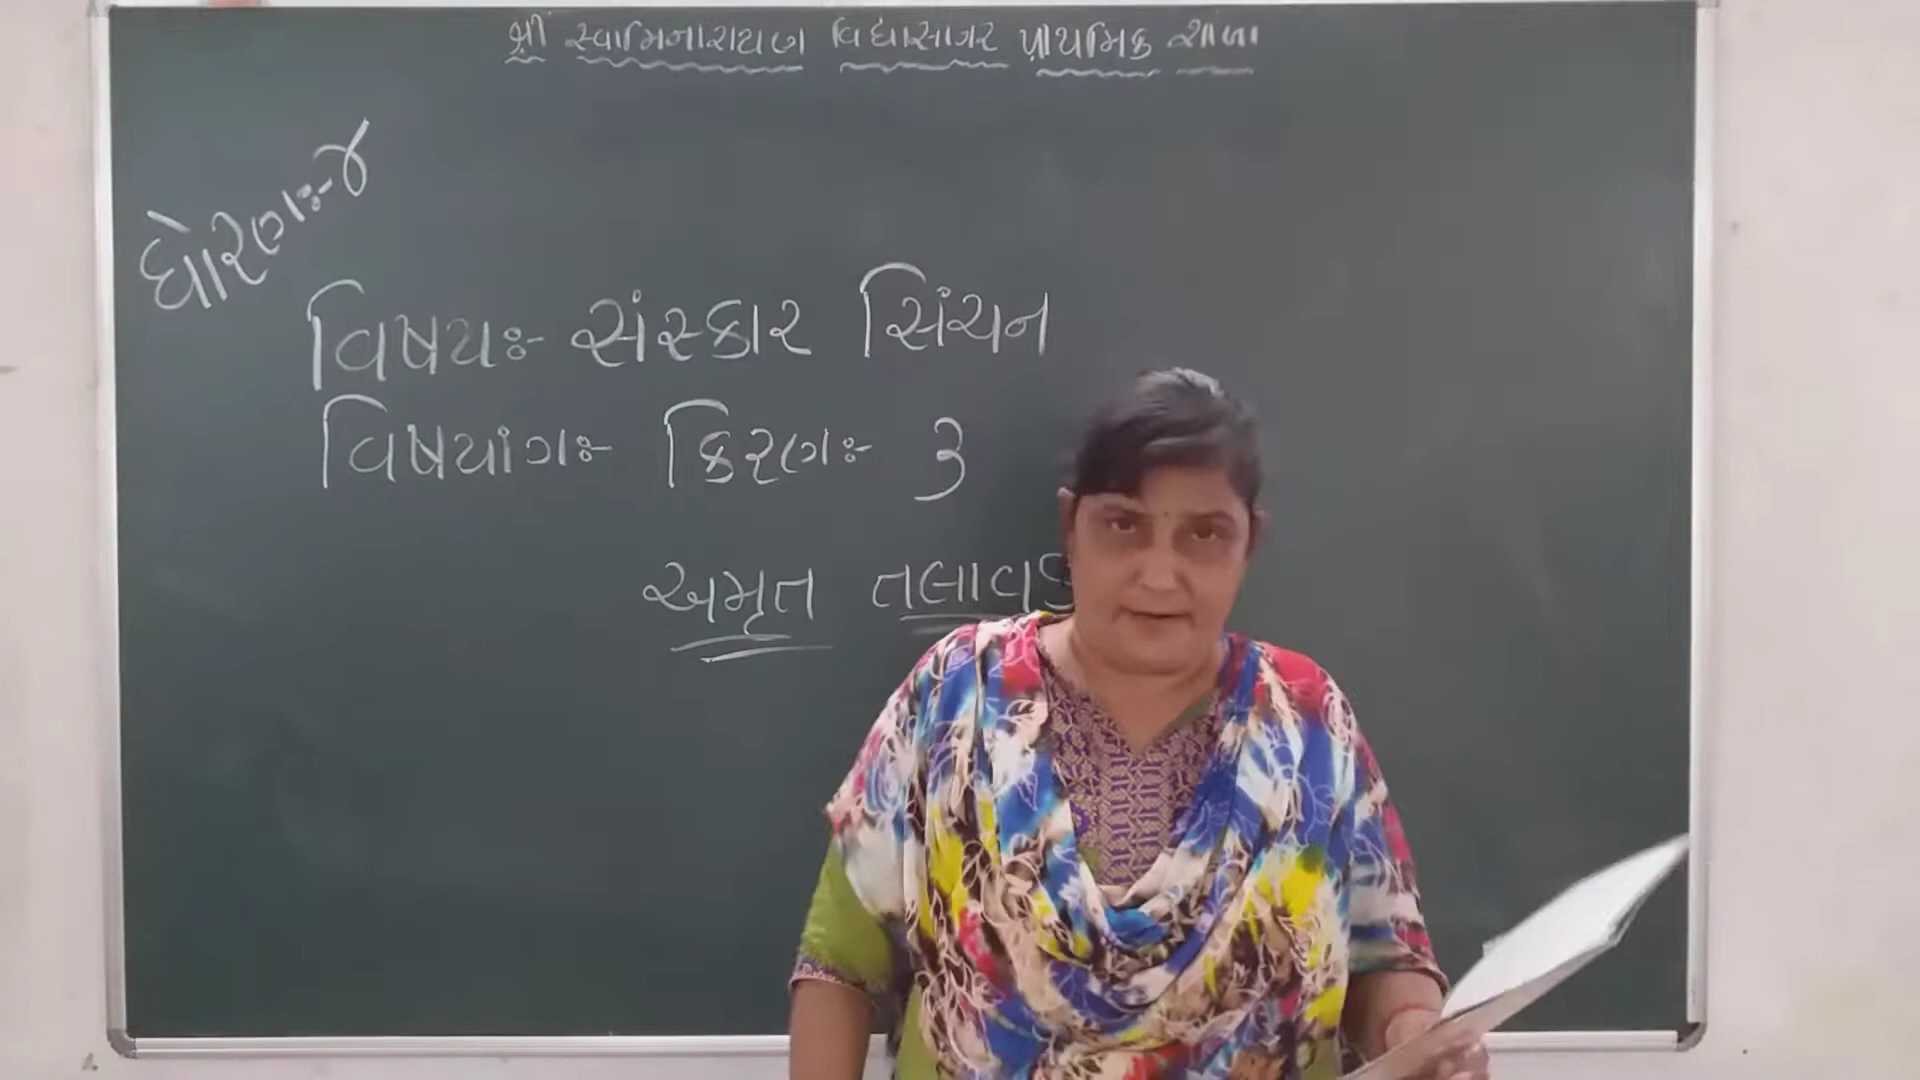 શ્રી સ્વામિનારાયણ વિદ્યાસાગર પ્રાથમિક શાળા
ધોરણઃ-૪
વિષયઃ- સંસ્કાર સિંચન
વિષયાંગઃ- કિરણઃ- ૩
અમૃત તલાવડ